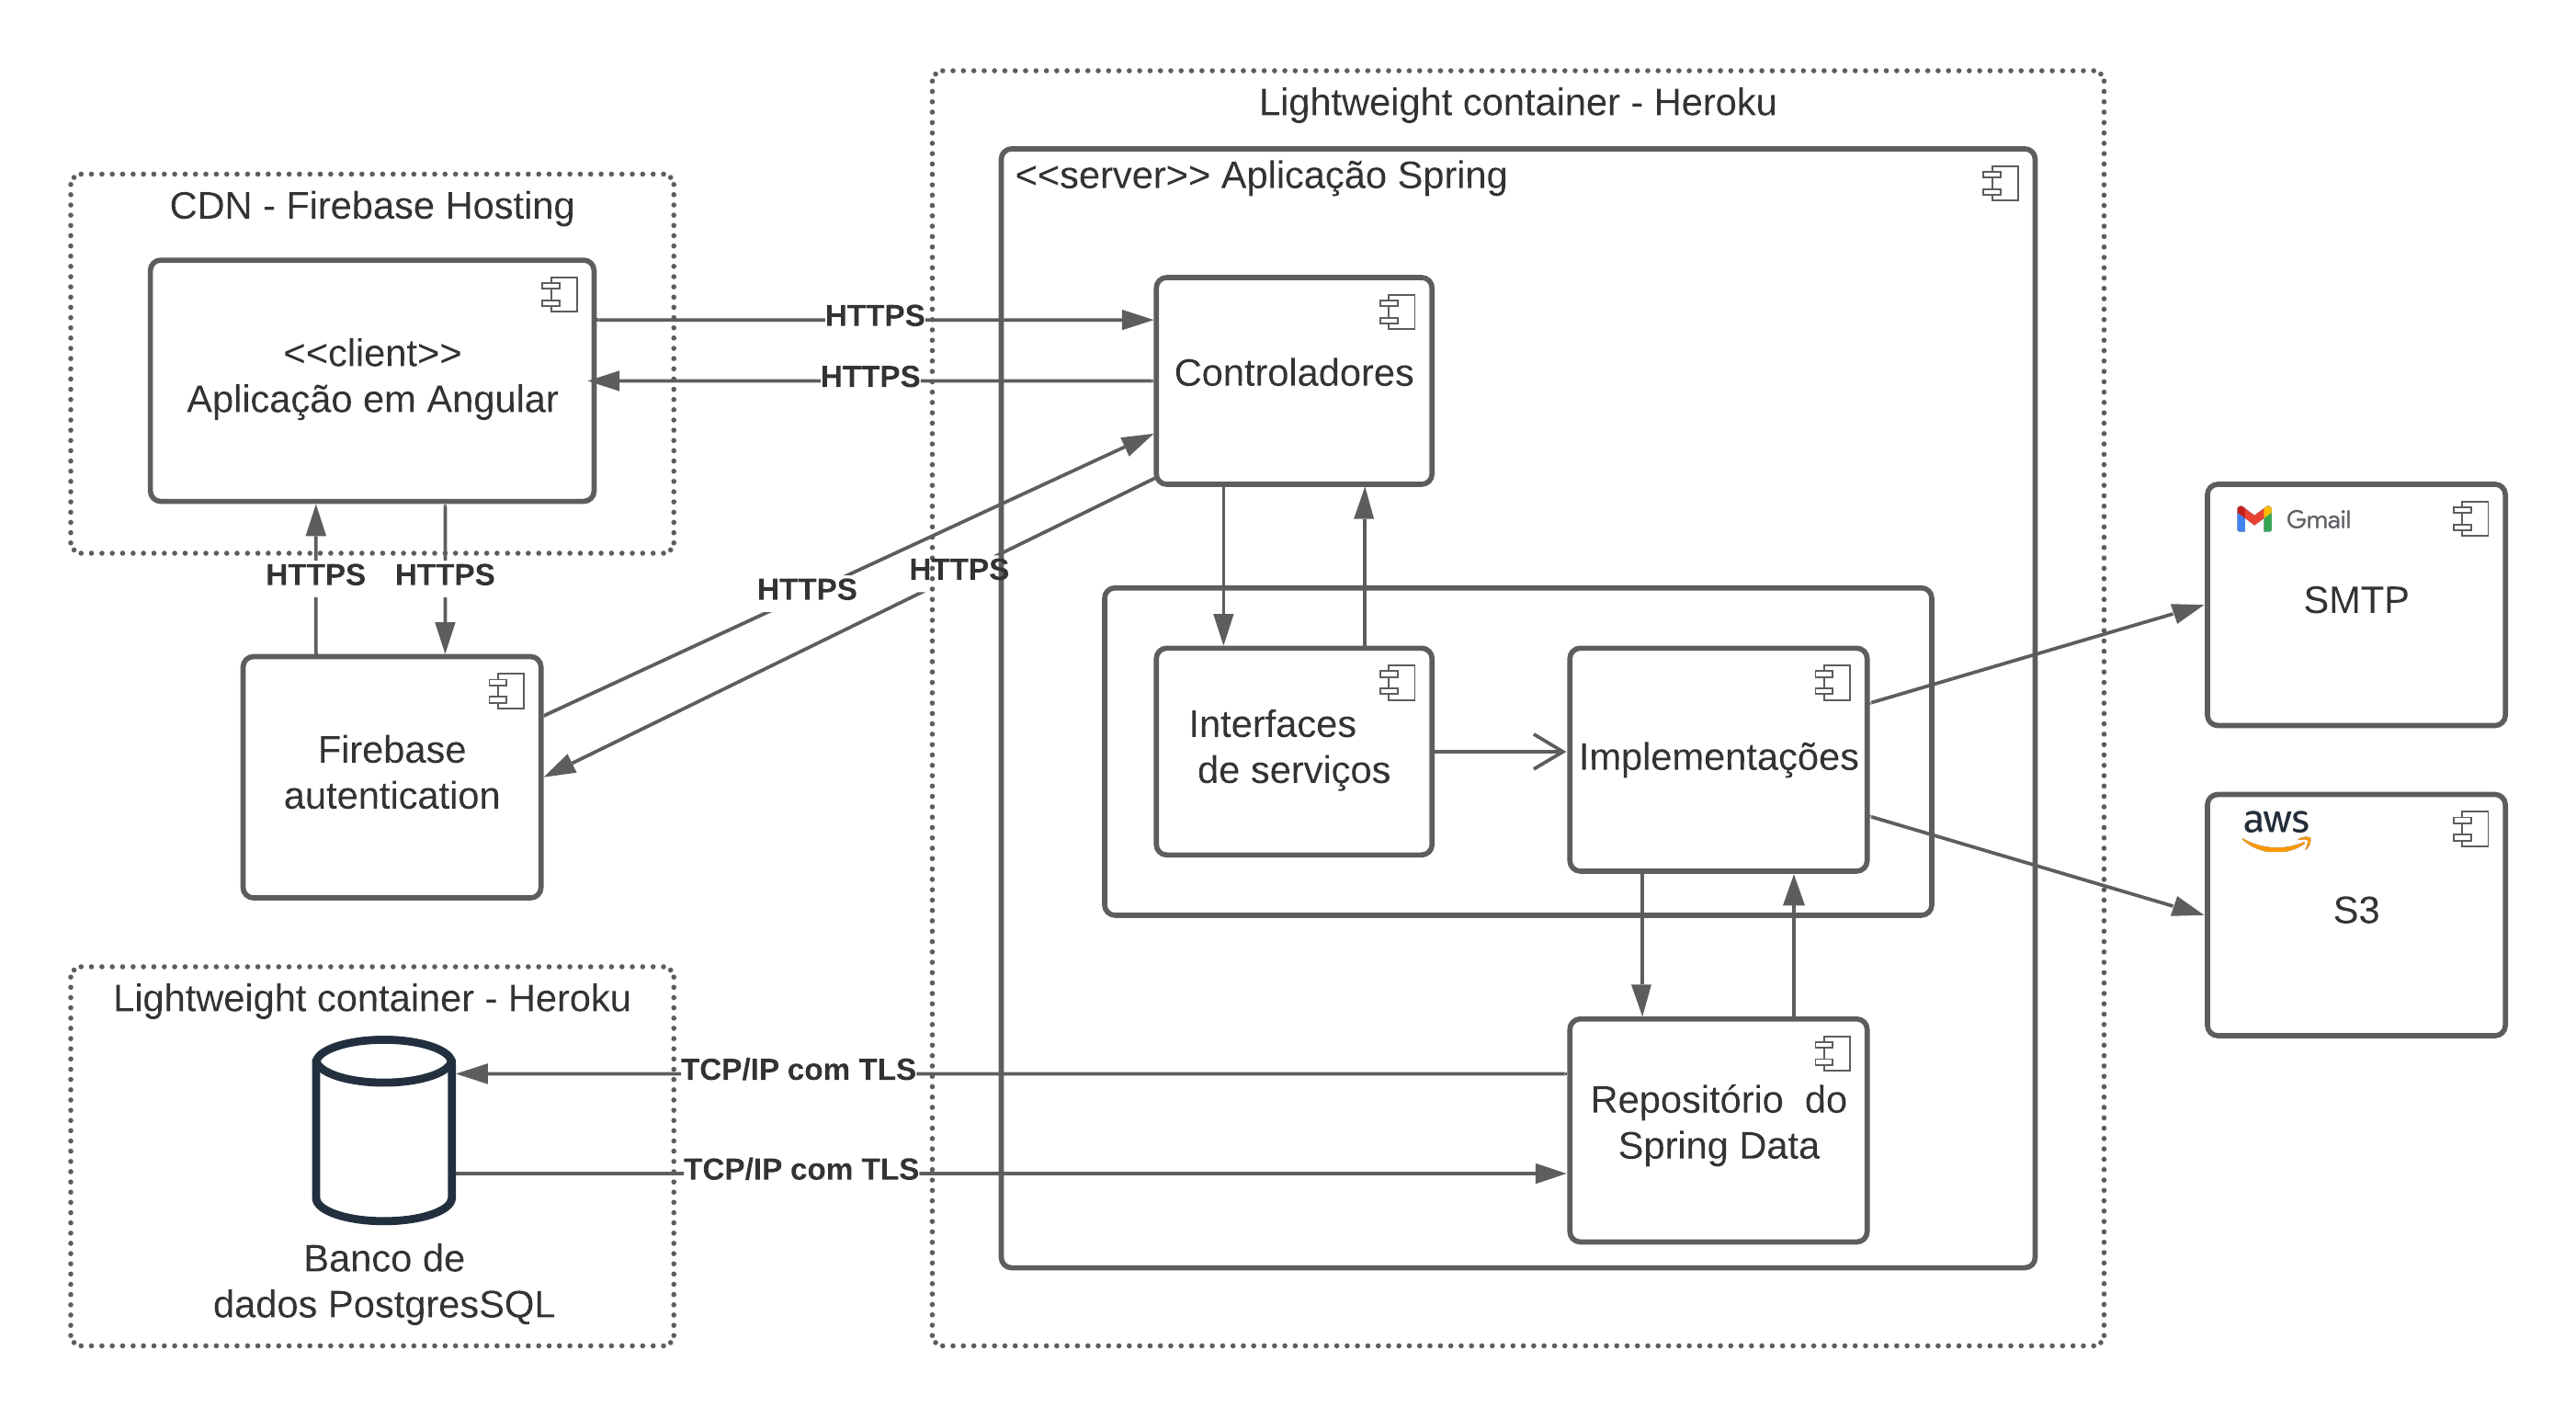 Lightweight container - Heroku
<<server>> Aplicação Spring
CDN - Firebase Hosting
<<client>>
Aplicação em Angular
HTTPS
HTTPS
Controladores
HTTPS
HTTPS
HTTPS
HTTPS
Firebase
autentication
Interfaces
de serviços
Implementações
Gmail
SMTP
aws
S3
Lightweight container - Heroku
TCP/IP com TLS
TCP/IP com TLS
Repositório do
Spring Data
Banco de
dados PostgresSQL